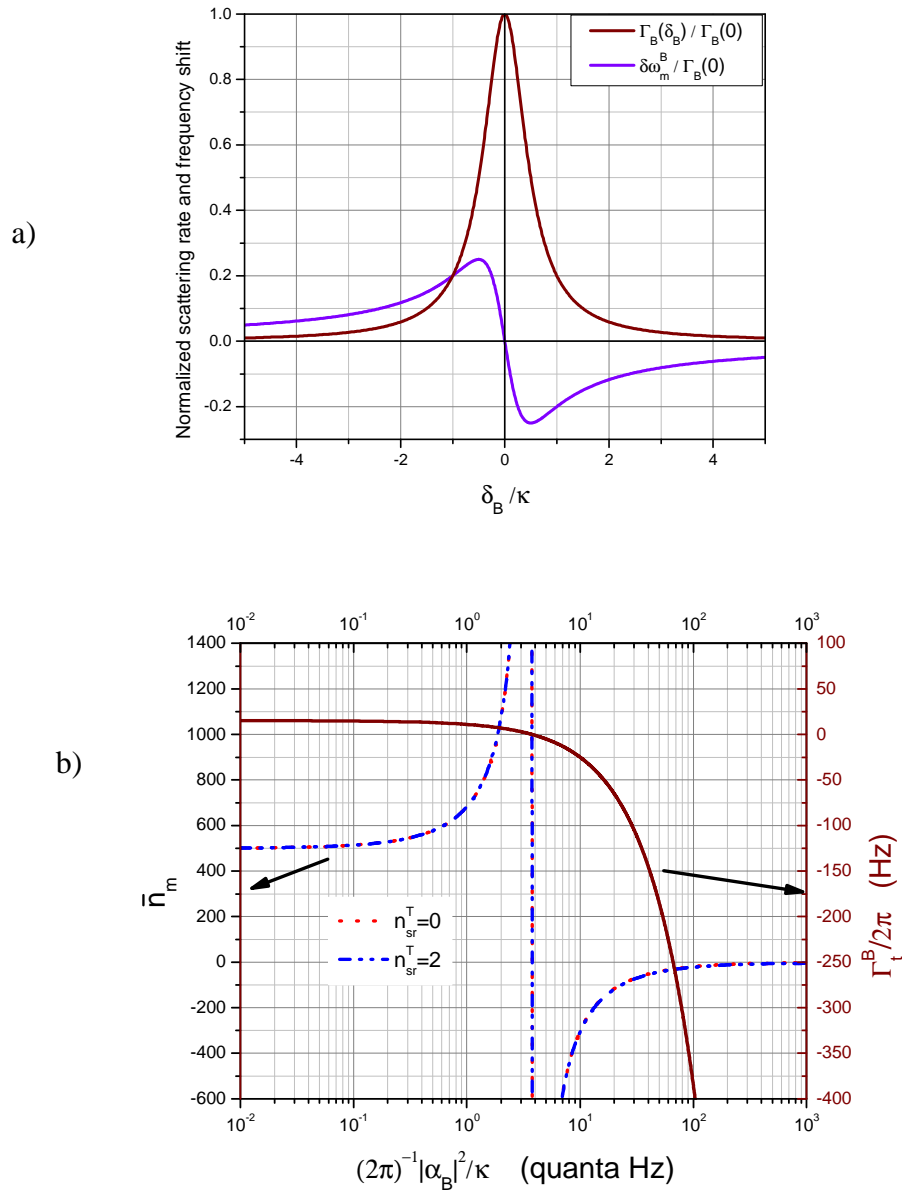 a)
Normalized scattering rate and frequency shift
1.0
0.8
0.6
0.4
0.2
0.0
-0.2
-4 -2 0 2 4
δ_B/κ
Γ_B(δ_B) / Γ_B(0)
δω_m^B / Γ_B(0)
b)
10^-2 10^-1 10^0 10^1 10^2 10^3
n̄_m
1400
1200
1000
800
600
400
200
0
-200
-400
-600
n_sr^T=0
n_sr^T=2
100
50
0
-50
-100
-150
-200
-250
-300
-350
-400
Γ_t^B/2π (Hz)
10^-2 10^-1 10^0 10^1 10^2 10^3
(2π)^-1|α_B|^2/κ (quanta Hz)